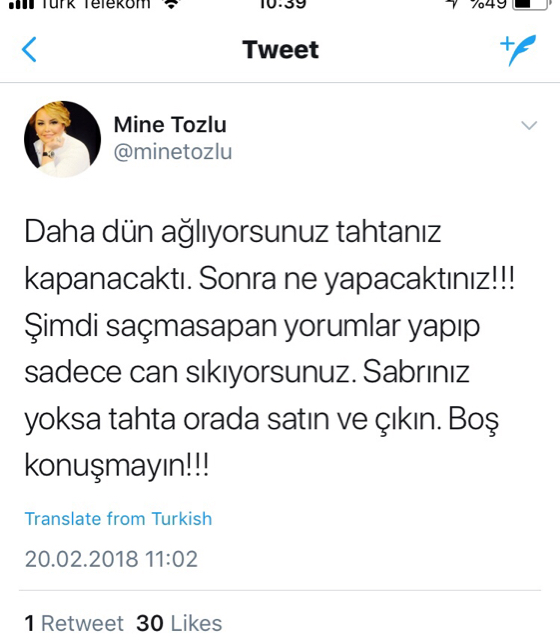 Türk Telekom 10:39 %49
Tweet
Mine Tozlu
@minetozlu
Daha dün ağlıyorsunuz tahtanız
kapanacaktı. Sonra ne yapacaktınız!!!
Şimdi saçmasapan yorumlar yapıp
sadece can sıkıyorsunuz. Sabrınız
yoksa tahta orada satın ve çıkın. Boş
konuşmayın!!!
Translate from Turkish
20.02.2018 11:02
1 Retweet 30 Likes